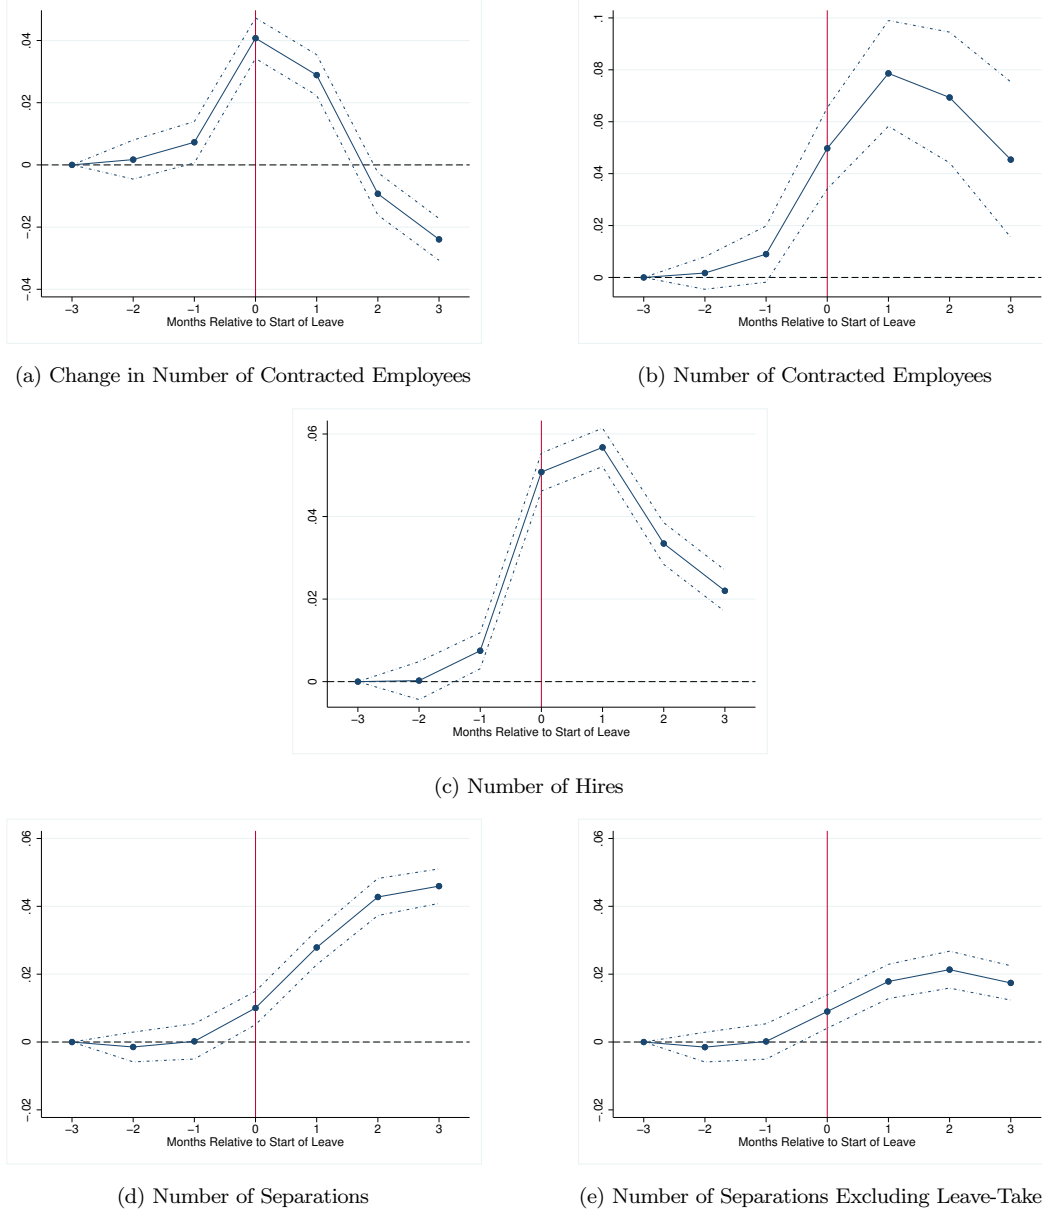 .04
.02
0
-.02
-.04
-3 -2 -1 0 1 2 3
Months Relative to Start of Leave
(a) Change in Number of Contracted Employees
.1
.08
.06
.04
.02
0
-3 -2 -1 0 1 2 3
Months Relative to Start of Leave
(b) Number of Contracted Employees
.06
.04
.02
0
-3 -2 -1 0 1 2 3
Months Relative to Start of Leave
(c) Number of Hires
.06
.04
.02
0
-.02
-3 -2 -1 0 1 2 3
Months Relative to Start of Leave
(d) Number of Separations
.06
.04
.02
0
-.02
-3 -2 -1 0 1 2 3
Months Relative to Start of Leave
(e) Number of Separations Excluding Leave-Take